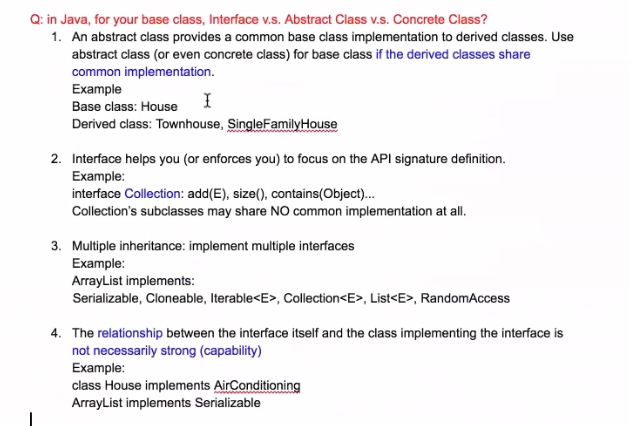 Q: in Java, for your base class, Interface v.s. Abstract Class v.s. Concrete Class?
1. An abstract class provides a common base class implementation to derived classes. Use
abstract class (or even concrete class) for base class if the derived classes share
common implementation.
Example
Base class: House
Derived class: Townhouse, SingleFamilyHouse
2. Interface helps you (or enforces you) to focus on the API signature definition.
Example:
interface Collection: add(E), size(), contains(Object)...
Collection's subclasses may share NO common implementation at all.
3. Multiple inheritance: implement multiple interfaces
Example:
ArrayList implements:
Serializable, Cloneable, Iterable<E>, Collection<E>, List<E>, RandomAccess
4. The relationship between the interface itself and the class implementing the interface is
not necessarily strong (capability)
Example:
class House implements AirConditioning
ArrayList implements Serializable